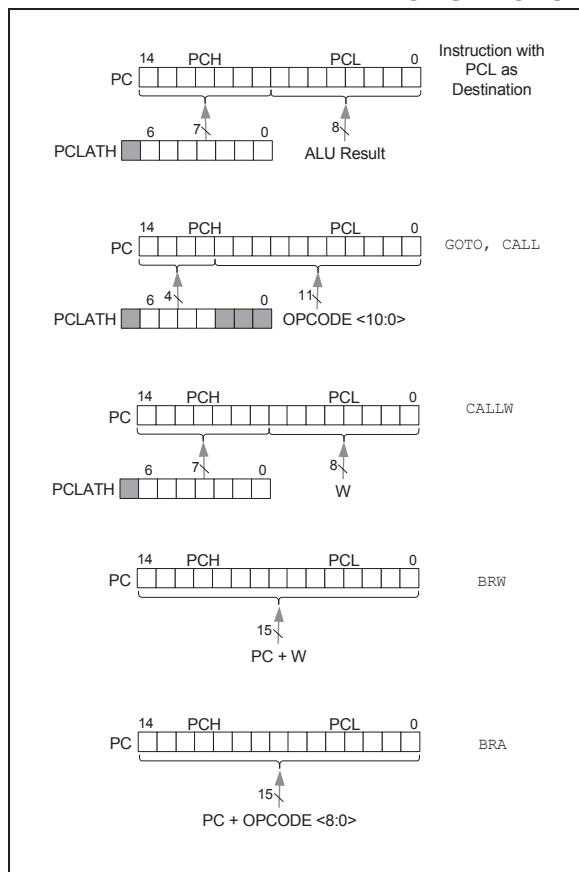 Instruction with
PCL as
Destination
14 PCH PCL 0
PC
6 7 0 8
PCLATH ALU Result
14 PCH PCL 0
PC GOTO, CALL
6 4 0 11
PCLATH OPCODE <10:0>
14 PCH PCL 0
PC CALLW
6 7 0 8
PCLATH W
14 PCH PCL 0
PC BRW
15
PC + W
14 PCH PCL 0
PC BRA
15
PC + OPCODE <8:0>